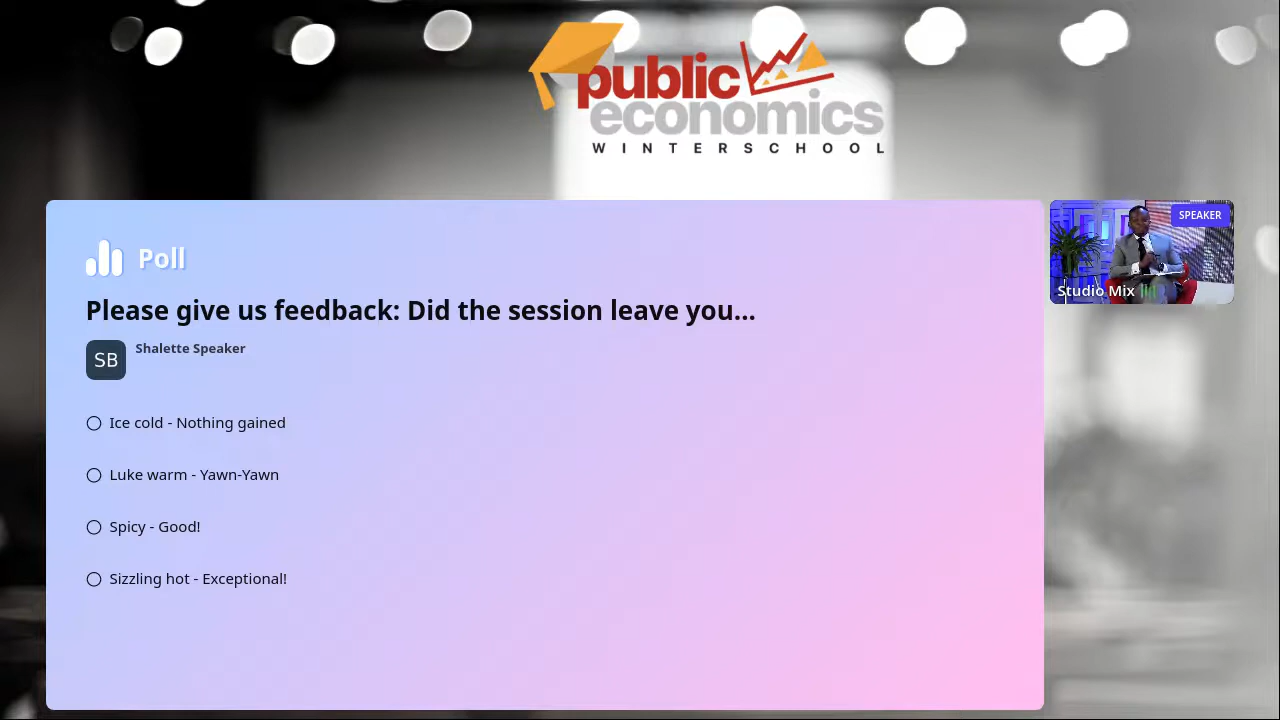 public
economics
WINTERSCHOOL
SPEAKER
Studio Mix
Poll
Please give us feedback: Did the session leave you...
SB
Shalette Speaker
Ice cold - Nothing gained
Luke warm - Yawn-Yawn
Spicy - Good!
Sizzling hot - Exceptional!